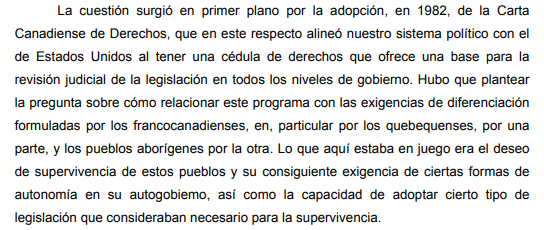 La cuestión surgió en primer plano por la adopción, en 1982, de la Carta
Canadiense de Derechos, que en este respecto alineó nuestro sistema político con el
de Estados Unidos al tener una cédula de derechos que ofrece una base para la
revisión judicial de la legislación en todos los niveles de gobierno. Hubo que plantear
la pregunta sobre cómo relacionar este programa con las exigencias de diferenciación
formuladas por los francocanadienses, en, particular por los quebequenses, por una
parte, y los pueblos aborígenes por la otra. Lo que aquí estaba en juego era el deseo
de supervivencia de estos pueblos y su consiguiente exigencia de ciertas formas de
autonomía en su autogobiemo, así como la capacidad de adoptar cierto tipo de
legislación que consideraban necesario para la supervivencia.